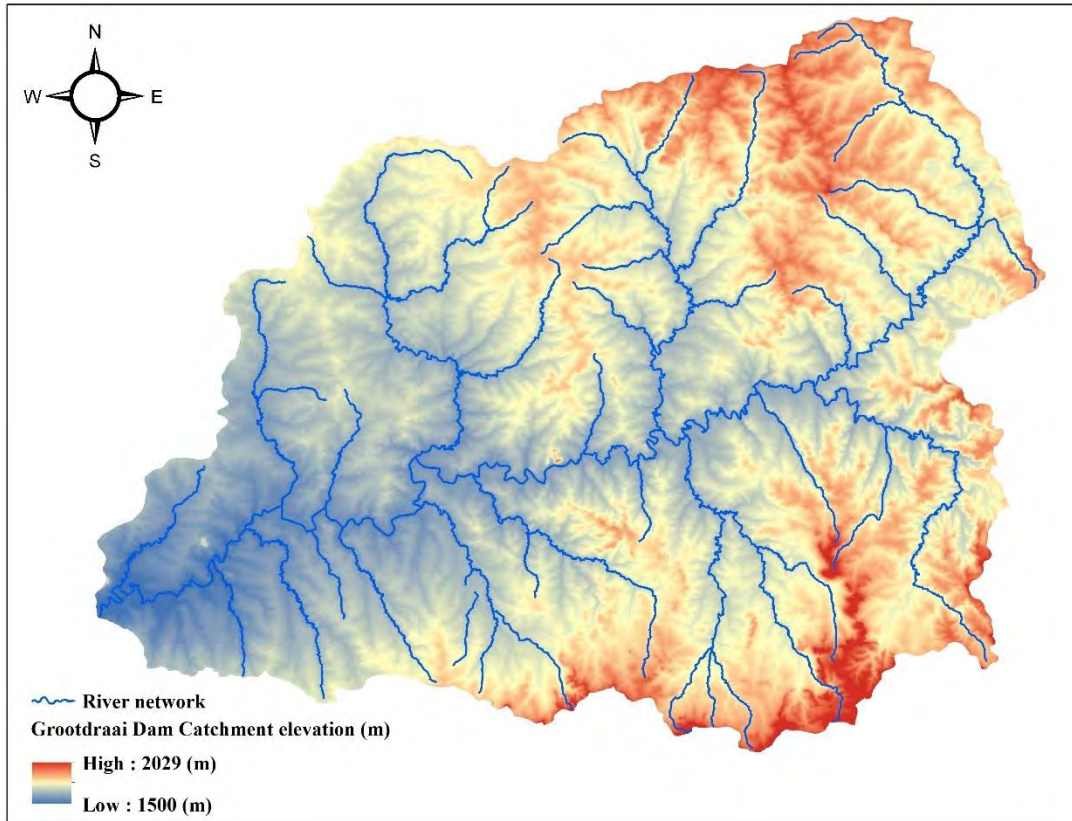 N
W E
S
River network
Grootdraai Dam Catchment elevation (m)
High : 2029 (m)
Low : 1500 (m)